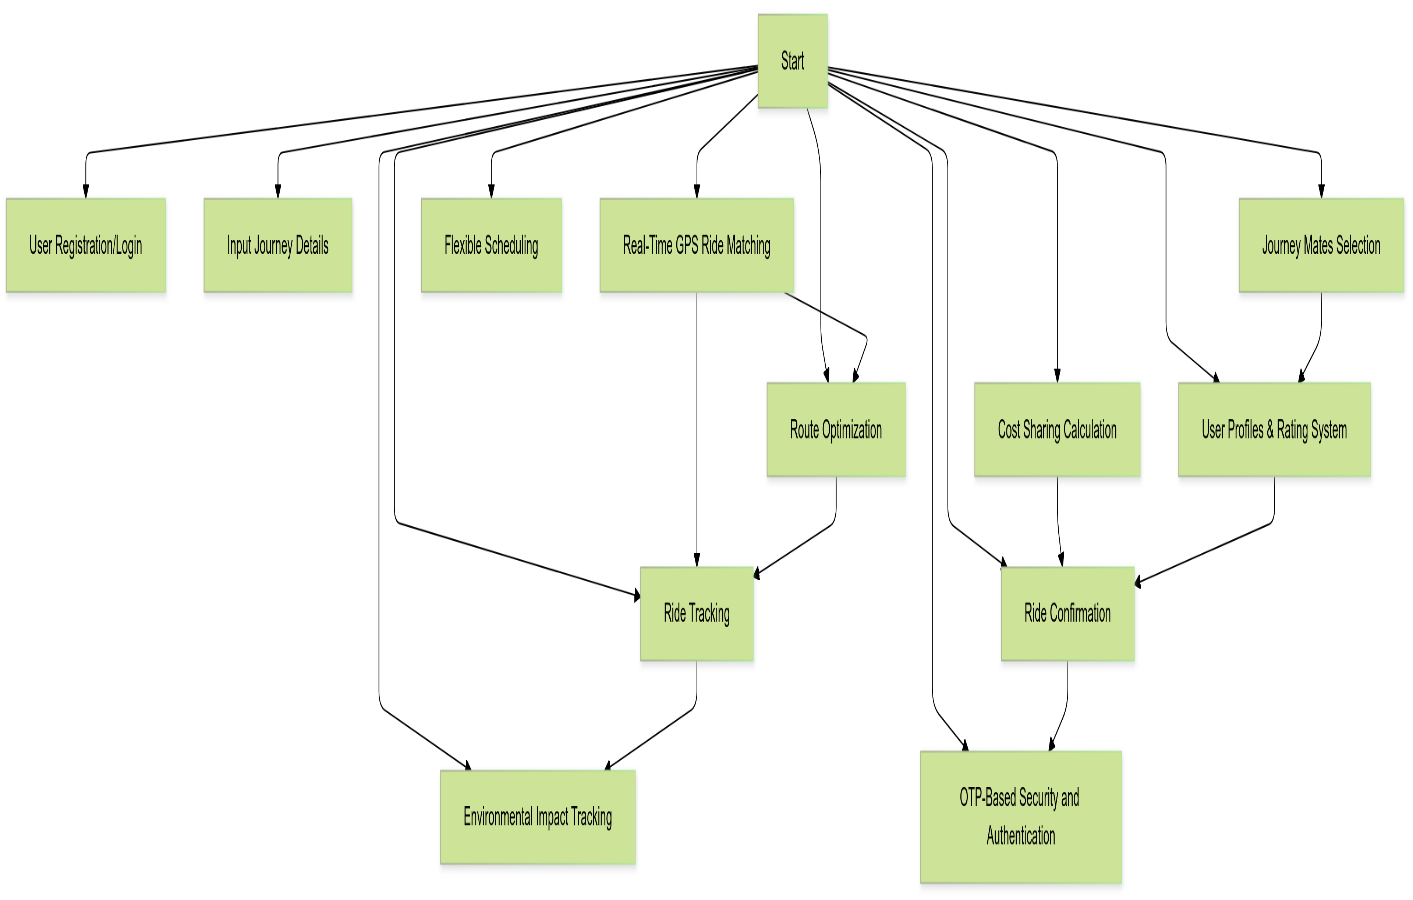 Start
User Registration/Login
Input Journey Details
Flexible Scheduling
Real-Time GPS Ride Matching
Journey Mates Selection
Route Optimization
Cost Sharing Calculation
User Profiles & Rating System
Ride Tracking
Ride Confirmation
Environmental Impact Tracking
OTP-Based Security and
Authentication